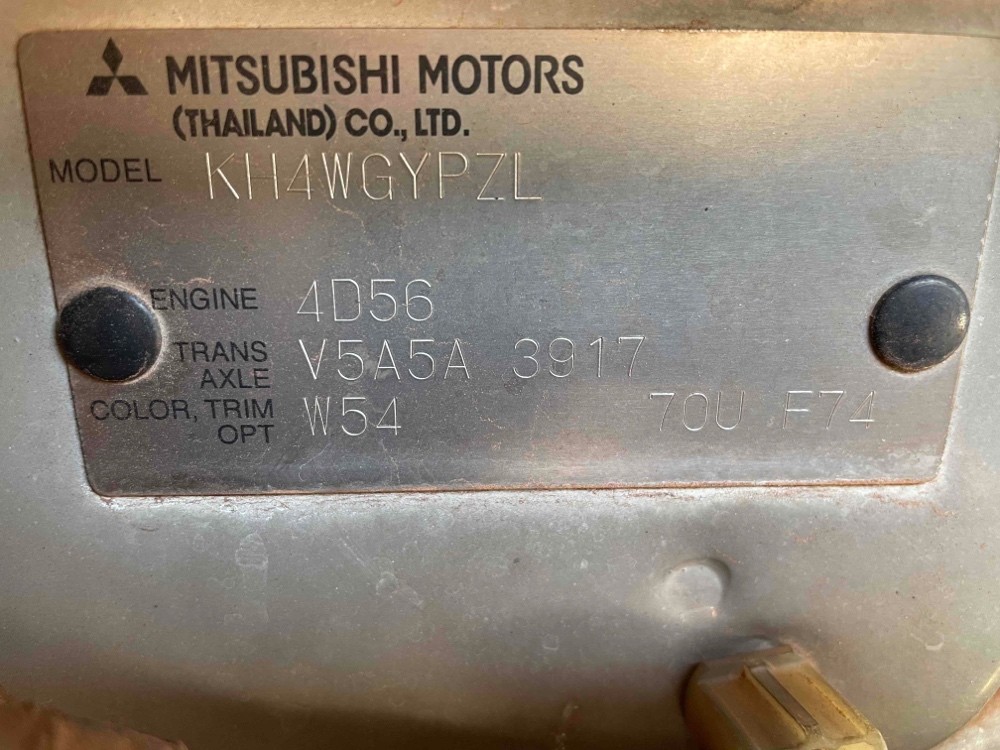 MITSUBISHI MOTORS
(THAILAND) CO., LTD.
MODEL KH4WGYPZL
ENGINE 4D56
TRANS AXLE V5A5A 3917
COLOR, TRIM OPT W54 70U F74